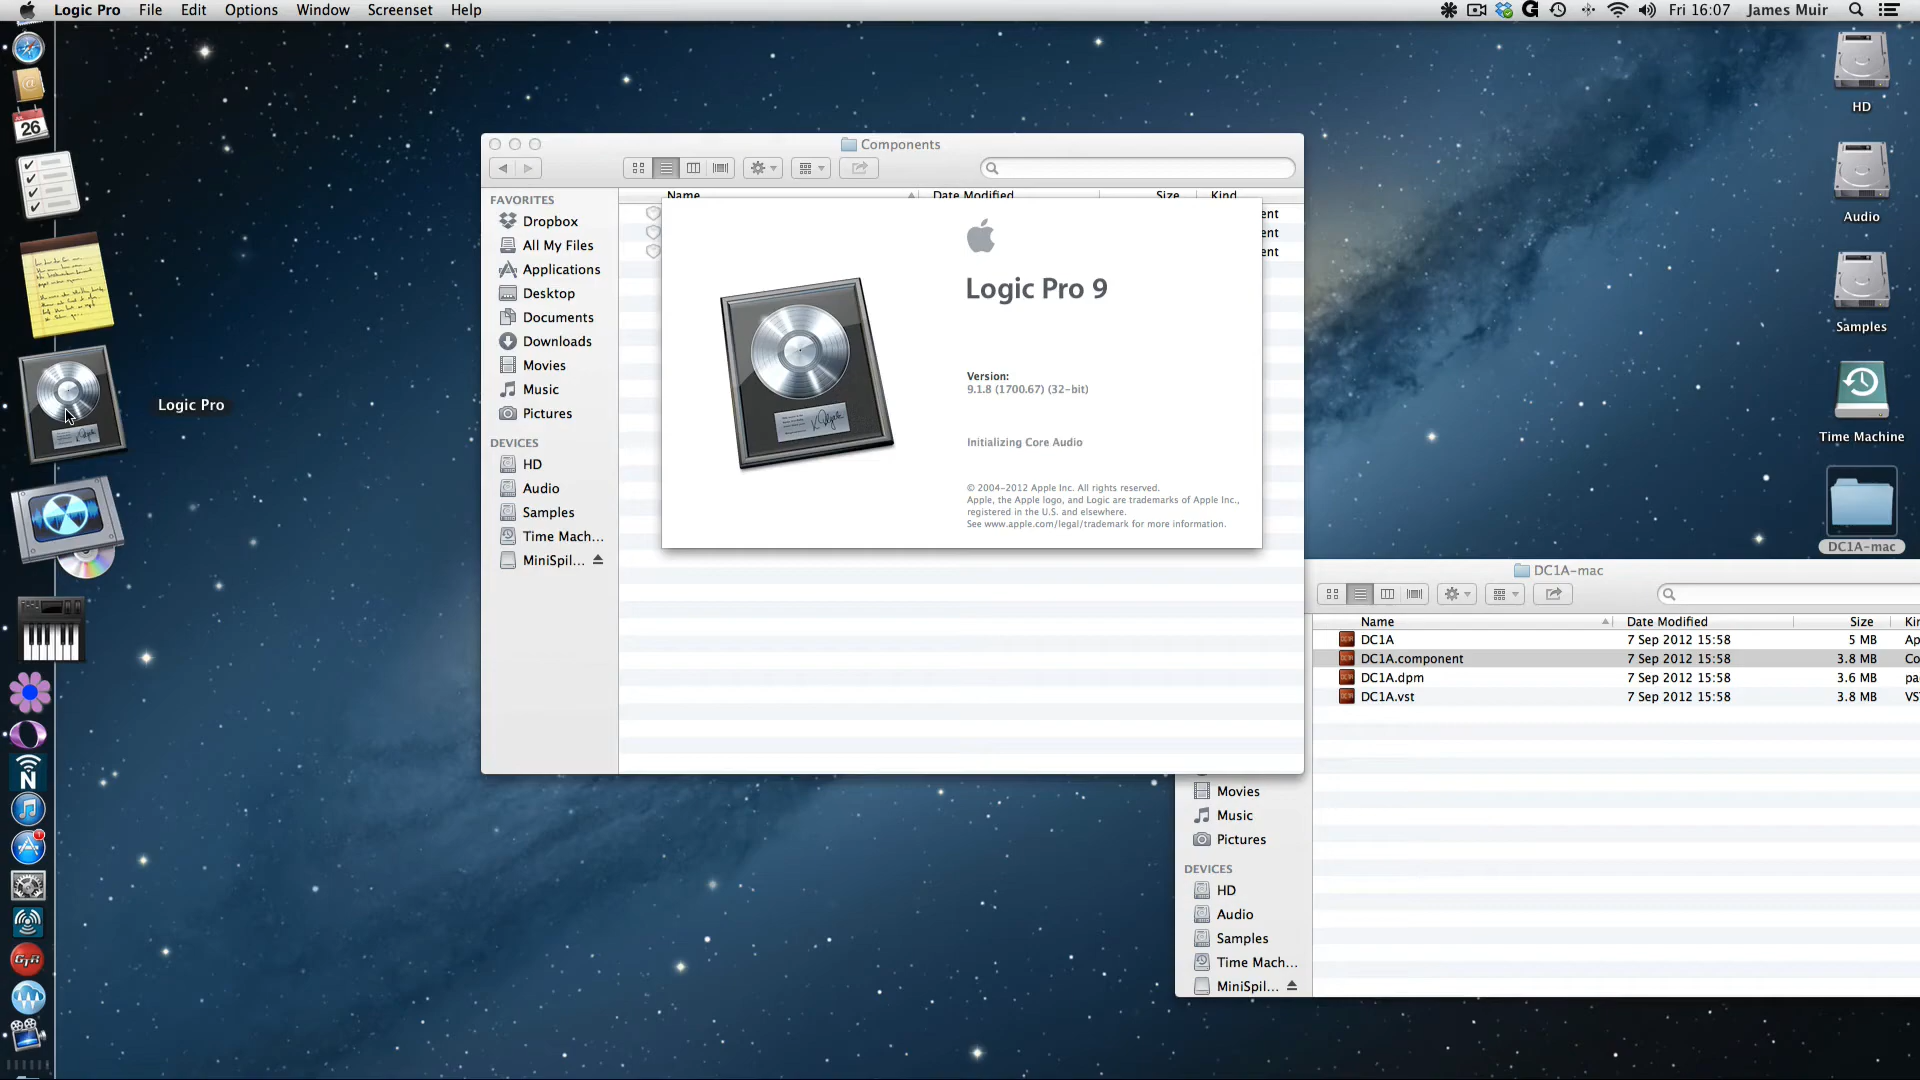 Logic Pro File Edit Options Window Screenset Help
Fri 16:07 James Muir
HD
Audio
Samples
Time Machine
DC1A-mac
26
Logic Pro
Components
Name Date Modified Size Kind
FAVORITES
Dropbox
All My Files
Applications
Desktop
Documents
Downloads
Movies
Music
Pictures
DEVICES
HD
Audio
Samples
Time Mach...
MiniSpil...
ent
ent
ent
Logic Pro 9
Version:
9.1.8 (1700.67) (32-bit)
Initializing Core Audio
© 2004-2012 Apple Inc. All rights reserved.
Apple, the Apple logo, and Logic are trademarks of Apple Inc.,
registered in the U.S. and elsewhere.
See www.apple.com/legal/trademark for more information.
DC1A-mac
Name Date Modified Size Kin
DC1A 7 Sep 2012 15:58 5 MB Ap
DC1A.component 7 Sep 2012 15:58 3.8 MB Co
DC1A.dpm 7 Sep 2012 15:58 3.6 MB pa
DC1A.vst 7 Sep 2012 15:58 3.8 MB VS
Movies
Music
Pictures
DEVICES
HD
Audio
Samples
Time Mach...
MiniSpil...